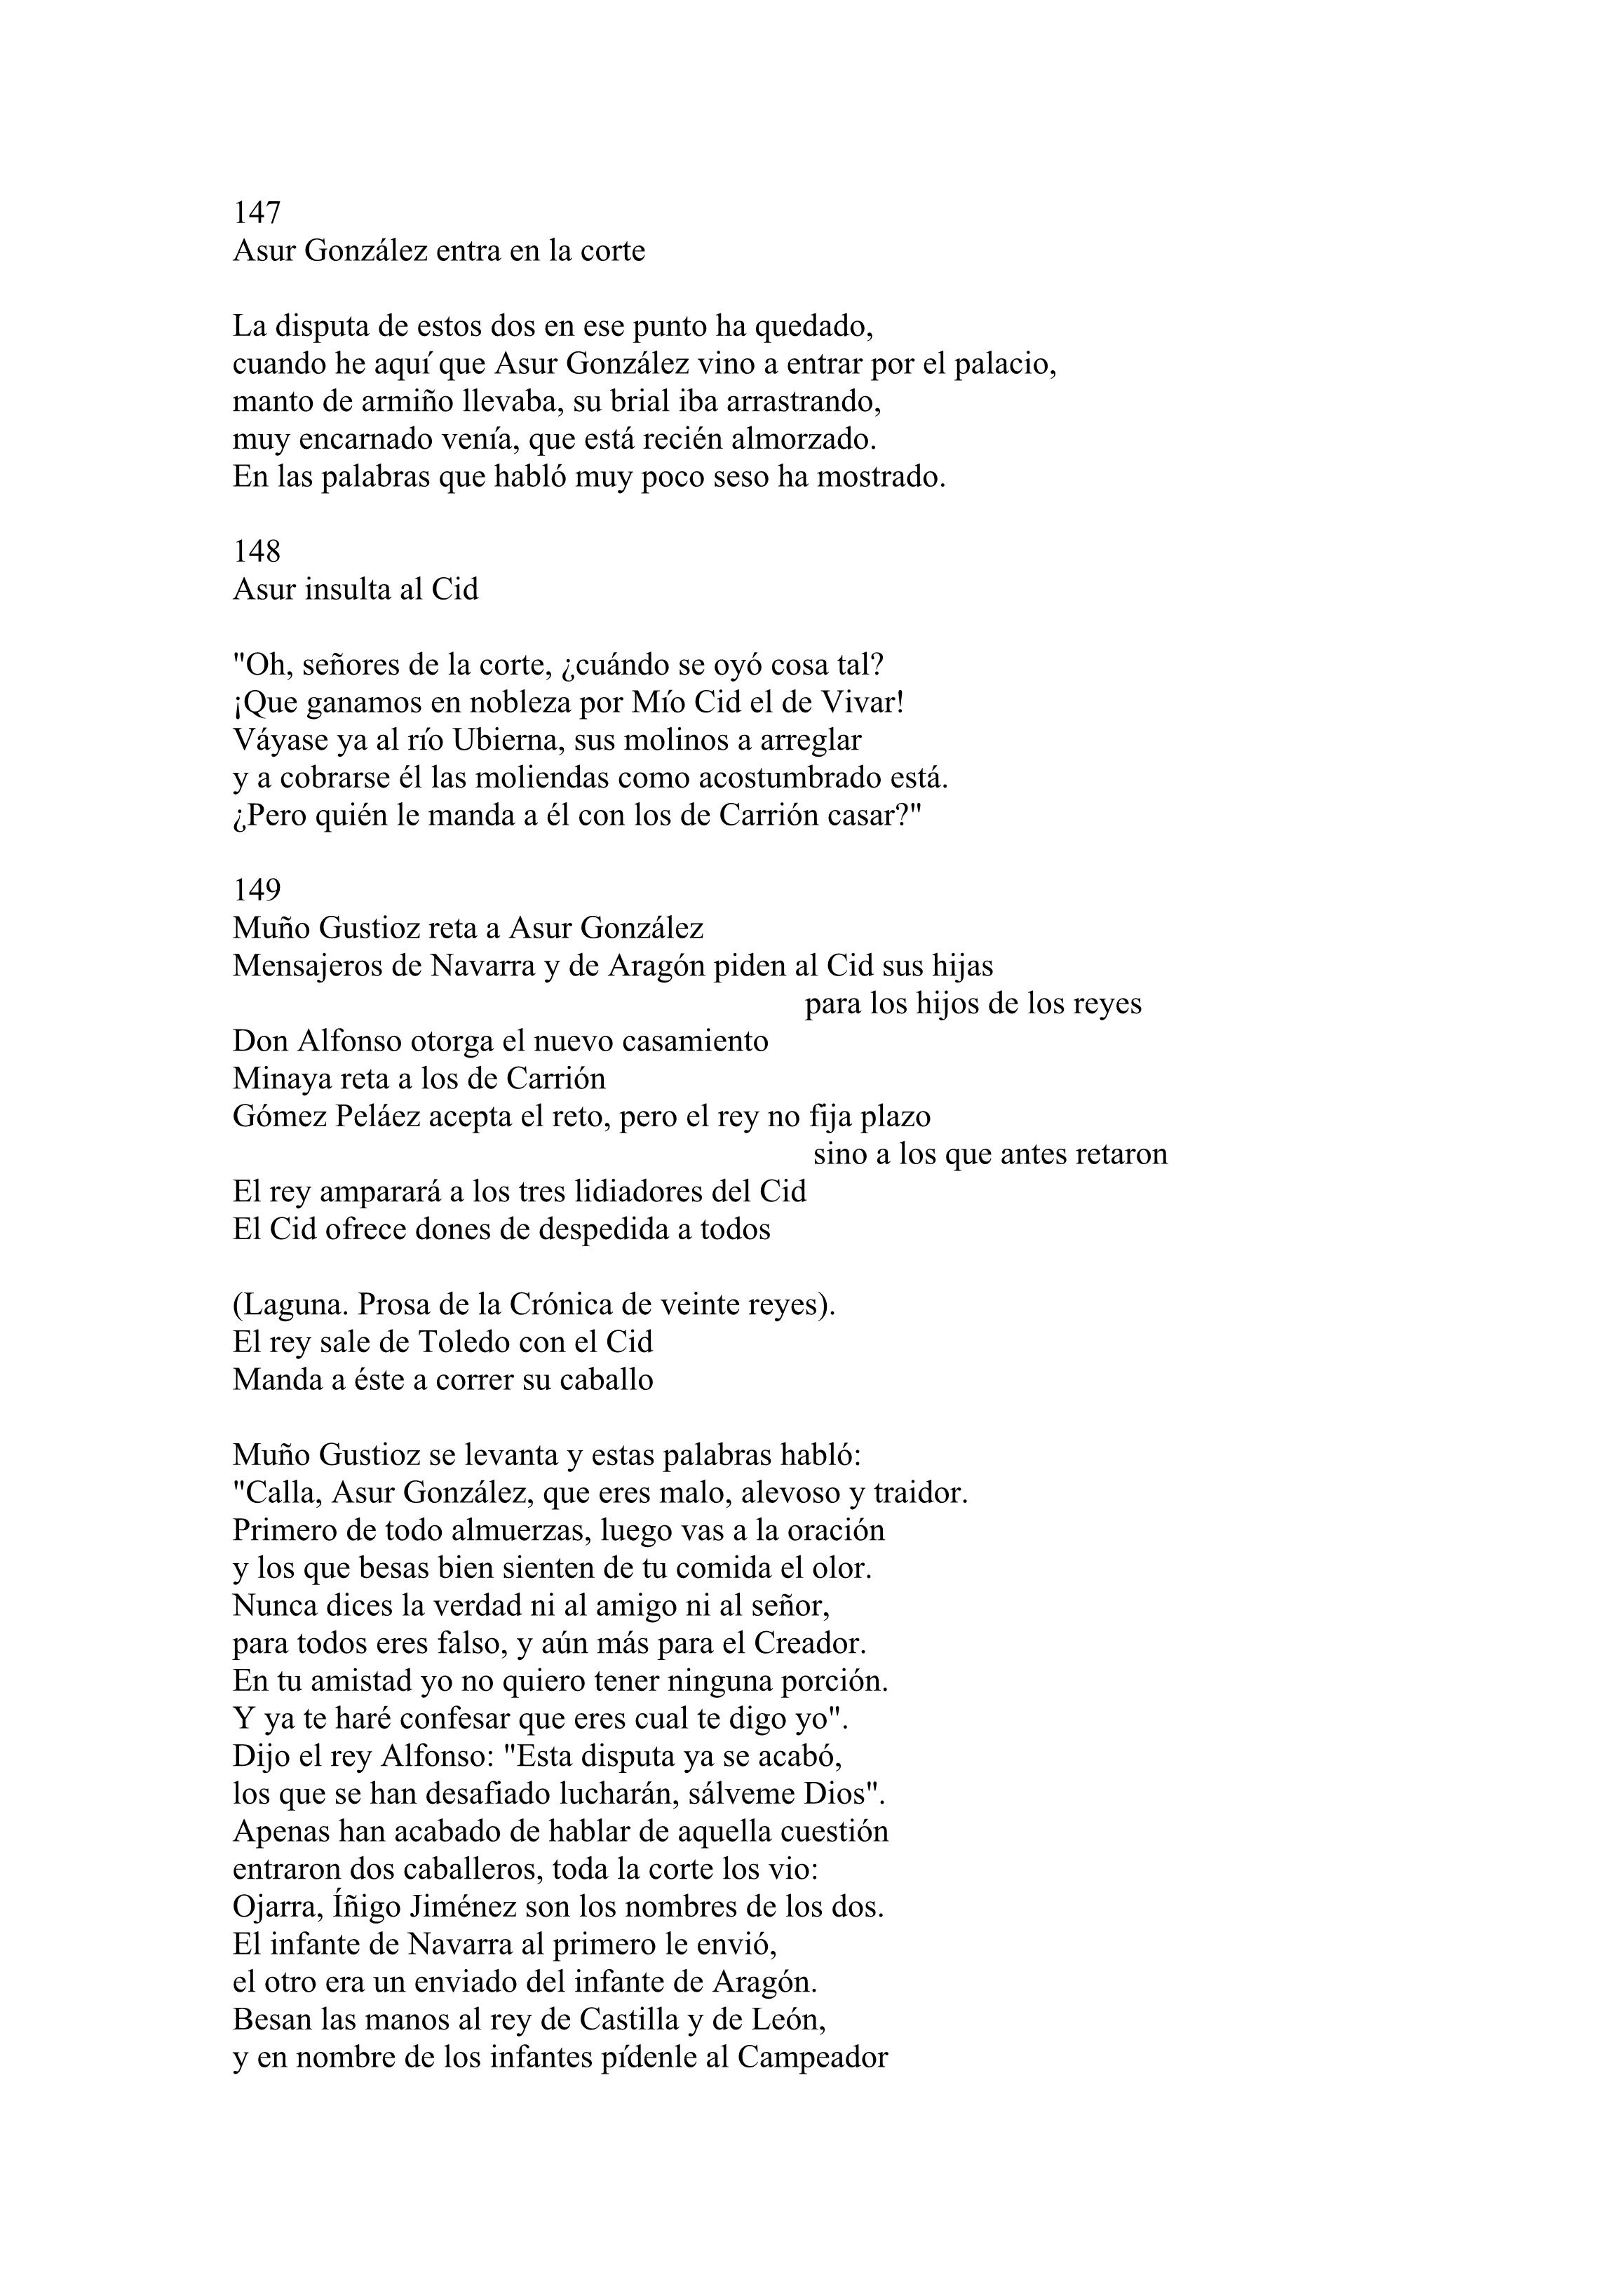 147
Asur González entra en la corte

La disputa de estos dos en ese punto ha quedado,
cuando he aquí que Asur González vino a entrar por el palacio,
manto de armiño llevaba, su brial iba arrastrando,
muy encarnado venía, que está recién almorzado.
En las palabras que habló muy poco seso ha mostrado.

148
Asur insulta al Cid

"Oh, señores de la corte, ¿cuándo se oyó cosa tal?
¡Que ganamos en nobleza por Mío Cid el de Vivar!
Váyase ya al río Ubierna, sus molinos a arreglar
y a cobrarse él las moliendas como acostumbrado está.
¿Pero quién le manda a él con los de Carrión casar?"

149
Muño Gustioz reta a Asur González
Mensajeros de Navarra y de Aragón piden al Cid sus hijas
para los hijos de los reyes
Don Alfonso otorga el nuevo casamiento
Minaya reta a los de Carrión
Gómez Peláez acepta el reto, pero el rey no fija plazo
sino a los que antes retaron
El rey amparará a los tres lidiadores del Cid
El Cid ofrece dones de despedida a todos

(Laguna. Prosa de la Crónica de veinte reyes).
El rey sale de Toledo con el Cid
Manda a éste a correr su caballo

Muño Gustioz se levanta y estas palabras habló:
"Calla, Asur González, que eres malo, alevoso y traidor.
Primero de todo almuerzas, luego vas a la oración
y los que besas bien sienten de tu comida el olor.
Nunca dices la verdad ni al amigo ni al señor,
para todos eres falso, y aún más para el Creador.
En tu amistad yo no quiero tener ninguna porción.
Y ya te haré confesar que eres cual te digo yo".
Dijo el rey Alfonso: "Esta disputa ya se acabó,
los que se han desafiado lucharán, sálveme Dios".
Apenas han acabado de hablar de aquella cuestión
entraron dos caballeros, toda la corte los vio:
Ojarra, Íñigo Jiménez son los nombres de los dos.
El infante de Navarra al primero le envió,
el otro era un enviado del infante de Aragón.
Besan las manos al rey de Castilla y de León,
y en nombre de los infantes pídenle al Campeador